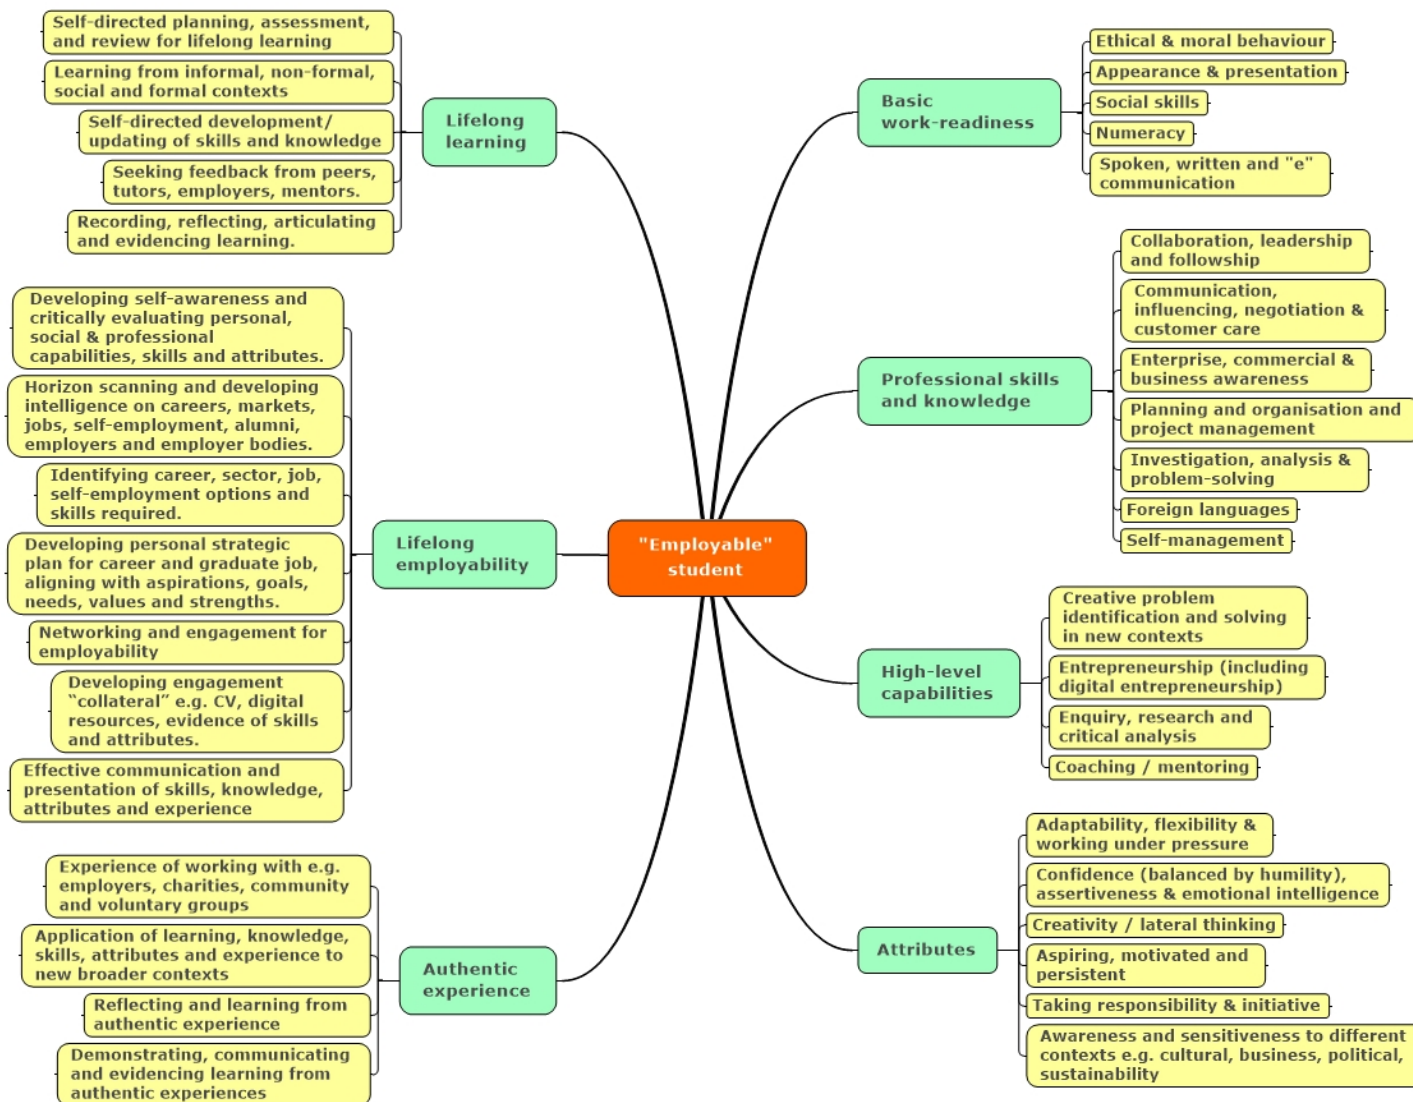 Self-directed planning, assessment,
and review for lifelong learning
Learning from informal, non-formal,
social and formal contexts
Self-directed development/
updating of skills and knowledge
Seeking feedback from peers,
tutors, employers, mentors.
Recording, reflecting, articulating
and evidencing learning.
Lifelong
learning
Developing self-awareness and
critically evaluating personal,
social & professional
capabilities, skills and attributes.
Horizon scanning and developing
intelligence on careers, markets,
jobs, self-employment, alumni,
employers and employer bodies.
Identifying career, sector, job,
self-employment options and
skills required.
Developing personal strategic
plan for career and graduate job,
aligning with aspirations, goals,
needs, values and strengths.
Networking and engagement for
employability
Developing engagement
“collateral” e.g. CV, digital
resources, evidence of skills
and attributes.
Effective communication and
presentation of skills, knowledge,
attributes and experience
Lifelong
employability
Experience of working with e.g.
employers, charities, community
and voluntary groups
Application of learning, knowledge,
skills, attributes and experience to
new broader contexts
Reflecting and learning from
authentic experience
Demonstrating, communicating
and evidencing learning from
authentic experiences
Authentic
experience
"Employable"
student
Basic
work-readiness
Ethical & moral behaviour
Appearance & presentation
Social skills
Numeracy
Spoken, written and "e"
communication
Professional skills
and knowledge
Collaboration, leadership
and followship
Communication,
influencing, negotiation &
customer care
Enterprise, commercial &
business awareness
Planning and organisation and
project management
Investigation, analysis &
problem-solving
Foreign languages
Self-management
High-level
capabilities
Creative problem
identification and solving
in new contexts
Entrepreneurship (including
digital entrepreneurship)
Enquiry, research and
critical analysis
Coaching / mentoring
Attributes
Adaptability, flexibility &
working under pressure
Confidence (balanced by humility),
assertiveness & emotional intelligence
Creativity / lateral thinking
Aspiring, motivated and
persistent
Taking responsibility & initiative
Awareness and sensitiveness to different
contexts e.g. cultural, business, political,
sustainability